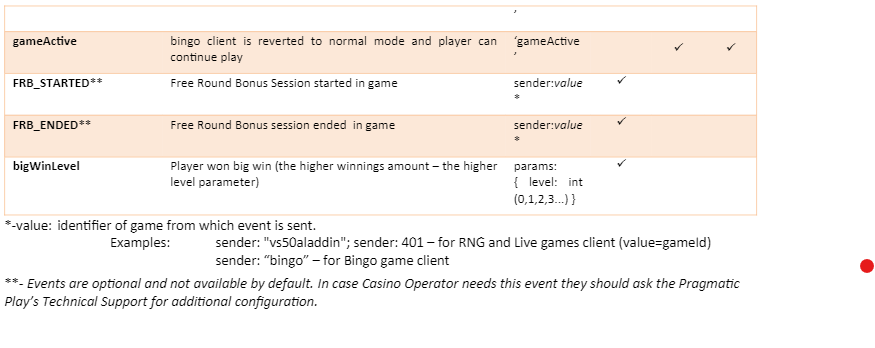 ’
gameActive bingo client is reverted to normal mode and player can ‘gameActive ✓ ✓
continue play ’
FRB_STARTED** Free Round Bonus Session started in game sender:value ✓
*
FRB_ENDED** Free Round Bonus session ended in game sender:value ✓
*
bigWinLevel Player won big win (the higher winnings amount – the higher params: ✓
level parameter) { level: int
(0,1,2,3...) }
*-value: identifier of game from which event is sent.
Examples: sender: "vs50aladdin"; sender: 401 – for RNG and Live games client (value=gameId)
sender: “bingo” – for Bingo game client
**- Events are optional and not available by default. In case Casino Operator needs this event they should ask the Pragmatic
Play’s Technical Support for additional configuration.